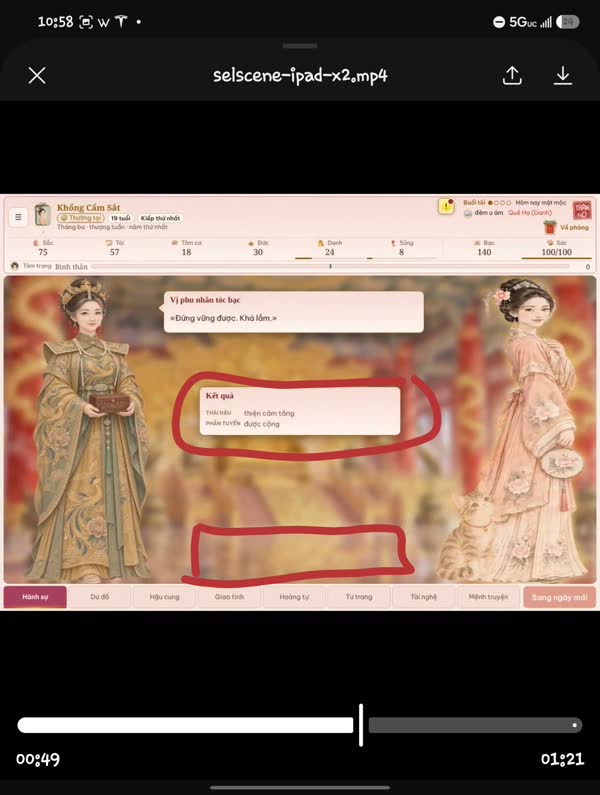 10:58
5G UC
24
selscene-ipad-x2.mp4
Khổng Cẩm Sắt
Thường tại
19 tuổi
Kiếp thứ nhất
Tháng ba · thượng tuần · năm thứ nhất
Buổi tối
Hôm nay mật mộc
đêm u ám
Quế Hạ (Danh)
Về phòng
Sắc
75
Tài
57
Tâm cơ
18
Đức
30
Danh
24
Sủng
8
Bạc
140
Sức
100/100
Tâm trạng
Bình thản
0
Vị phu nhân tóc bạc
«Đứng vững được. Khá lắm.»
Kết quả
THÁI HẬU thiện cảm tăng
PHẦN TUYỂN được cộng
Hành sự
Dư đồ
Hậu cung
Giao tình
Hoàng tự
Tư trang
Tài nghệ
Mệnh truyện
Sang ngày mới
00:49
01:21